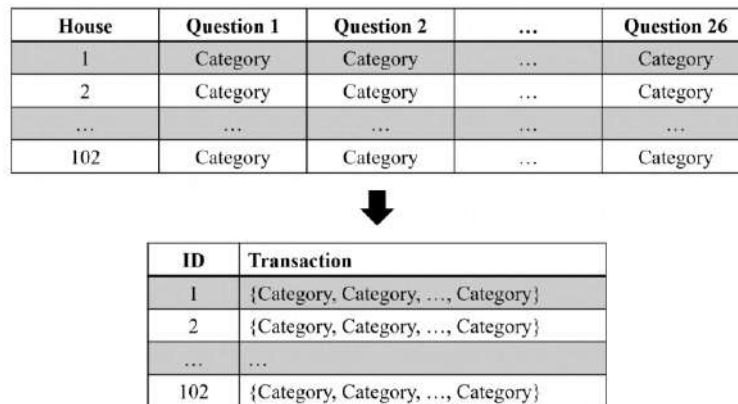 House Question 1 Question 2 … Question 26
1 Category Category … Category
2 Category Category … Category
… … … … …
102 Category Category … Category
ID Transaction
1 {Category, Category, …, Category}
2 {Category, Category, …, Category}
… …
102 {Category, Category, …, Category}